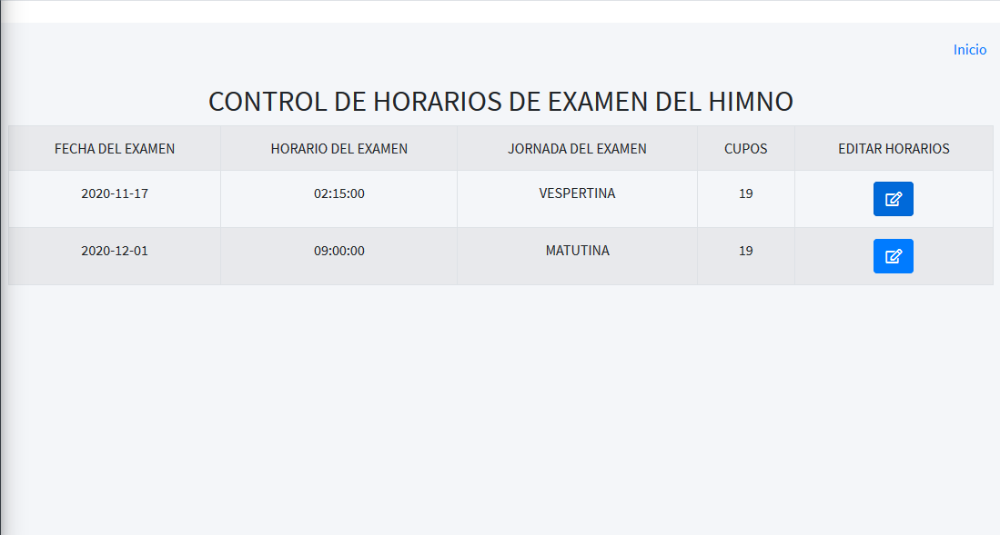 Inicio
CONTROL DE HORARIOS DE EXAMEN DEL HIMNO
FECHA DEL EXAMEN HORARIO DEL EXAMEN JORNADA DEL EXAMEN CUPOS EDITAR HORARIOS
2020-11-17 02:15:00 VESPERTINA 19
2020-12-01 09:00:00 MATUTINA 19